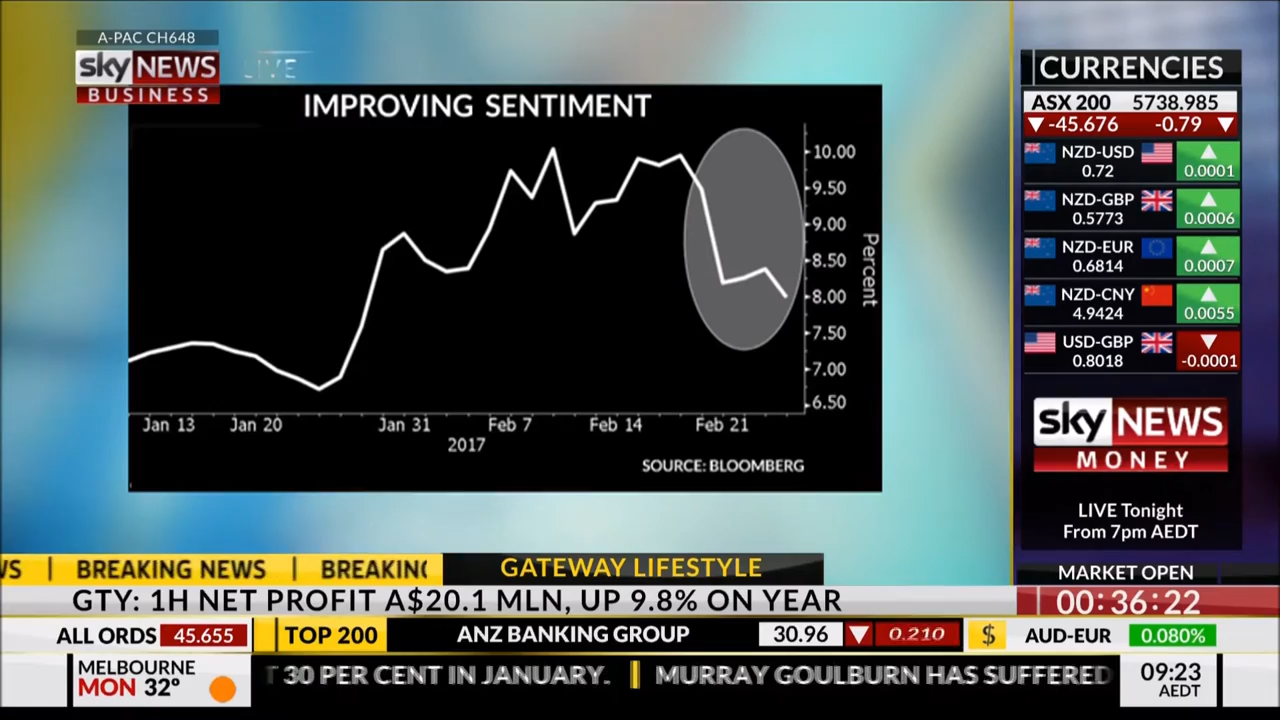 A-PAC CH648
sky NEWS
BUSINESS
LIVE
IMPROVING SENTIMENT
10.00
9.50
9.00
8.50
8.00
7.50
7.00
6.50
Percent
Jan 13 Jan 20 Jan 31 Feb 7 Feb 14 Feb 21
2017
SOURCE: BLOOMBERG
CURRENCIES
ASX 200 5738.985
-45.676 -0.79
NZD-USD
0.72 0.0001
NZD-GBP
0.5773 0.0006
NZD-EUR
0.6814 0.0007
NZD-CNY
4.9424 0.0055
USD-GBP
0.8018 -0.0001
sky NEWS
MONEY
LIVE Tonight
From 7pm AEDT
MARKET OPEN
00:36:22
BREAKING NEWS
GATEWAY LIFESTYLE
GTY: 1H NET PROFIT A$20.1 MLN, UP 9.8% ON YEAR
ALL ORDS 45.655 TOP 200 ANZ BANKING GROUP 30.96 0.210 $ AUD-EUR 0.080%
MELBOURNE
MON 32°
T 30 PER CENT IN JANUARY. MURRAY GOULBURN HAS SUFFERED
09:23
AEDT